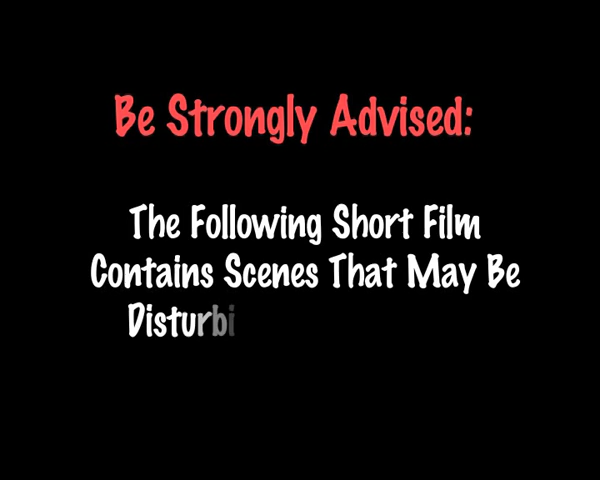 Be Strongly Advised:
The Following Short Film
Contains Scenes That May Be
Disturbi